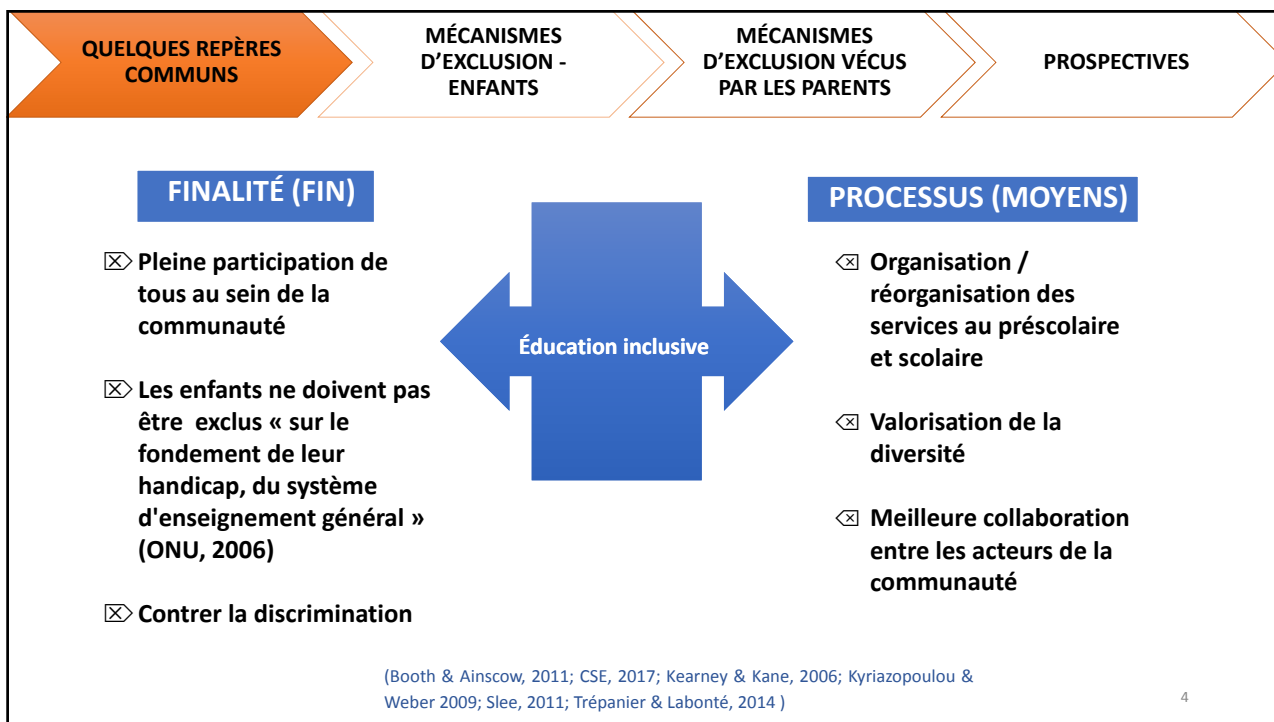 QUELQUES REPÈRES
COMMUNS
MÉCANISMES
D'EXCLUSION -
ENFANTS
MÉCANISMES
D'EXCLUSION VÉCUS
PAR LES PARENTS
PROSPECTIVES
FINALITÉ (FIN)
Pleine participation de
tous au sein de la
communauté
Les enfants ne doivent pas
être exclus « sur le
fondement de leur
handicap, du système
d'enseignement général »
(ONU, 2006)
Contrer la discrimination
Éducation inclusive
PROCESSUS (MOYENS)
Organisation /
réorganisation des
services au préscolaire
et scolaire
Valorisation de la
diversité
Meilleure collaboration
entre les acteurs de la
communauté
(Booth & Ainscow, 2011; CSE, 2017; Kearney & Kane, 2006; Kyriazopoulou &
Weber 2009; Slee, 2011; Trépanier & Labonté, 2014 )
4